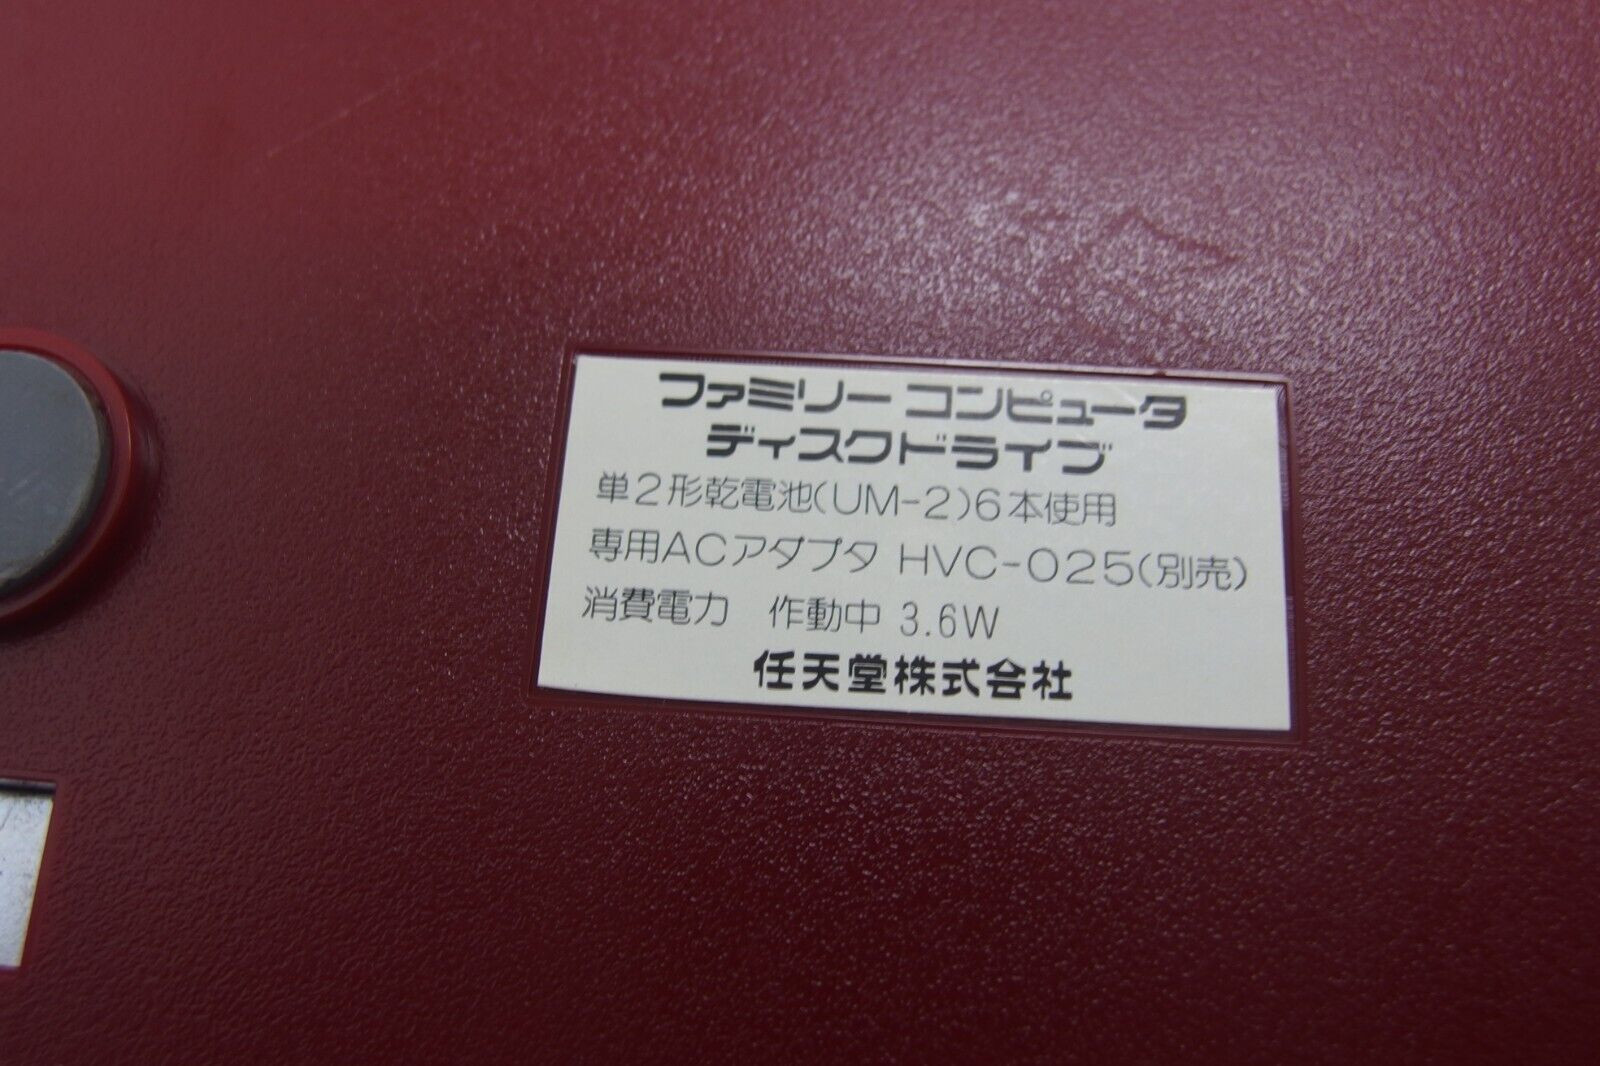 ファミリー コンピュータ
ディスクドライブ
単2形乾電池(UM-2)6本使用
専用ACアダプタ HVC-025(別売)
消費電力 作動中 3.6W
任天堂株式会社